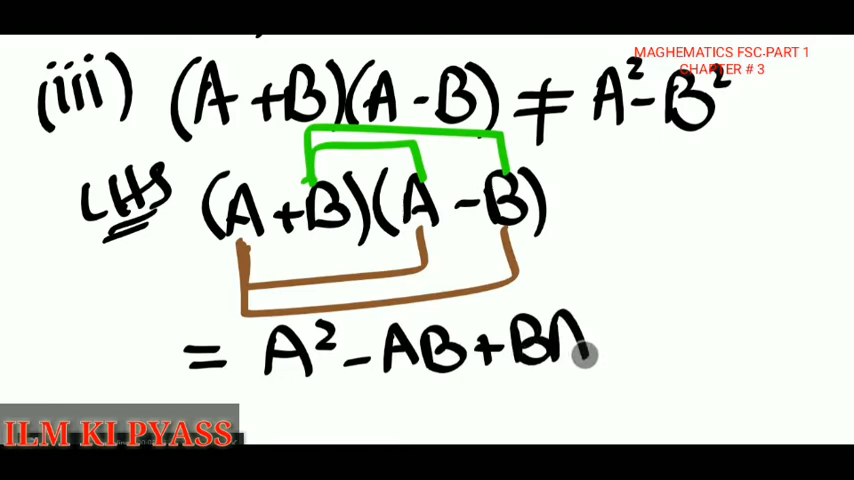 MAGHEMATICS FSC-PART 1
CHAPTER # 3
(iii) (A +B)(A -B) ≠ A²-B²
LHS (A +B)(A -B)
= A² - AB + BA
ILM KI PYASS